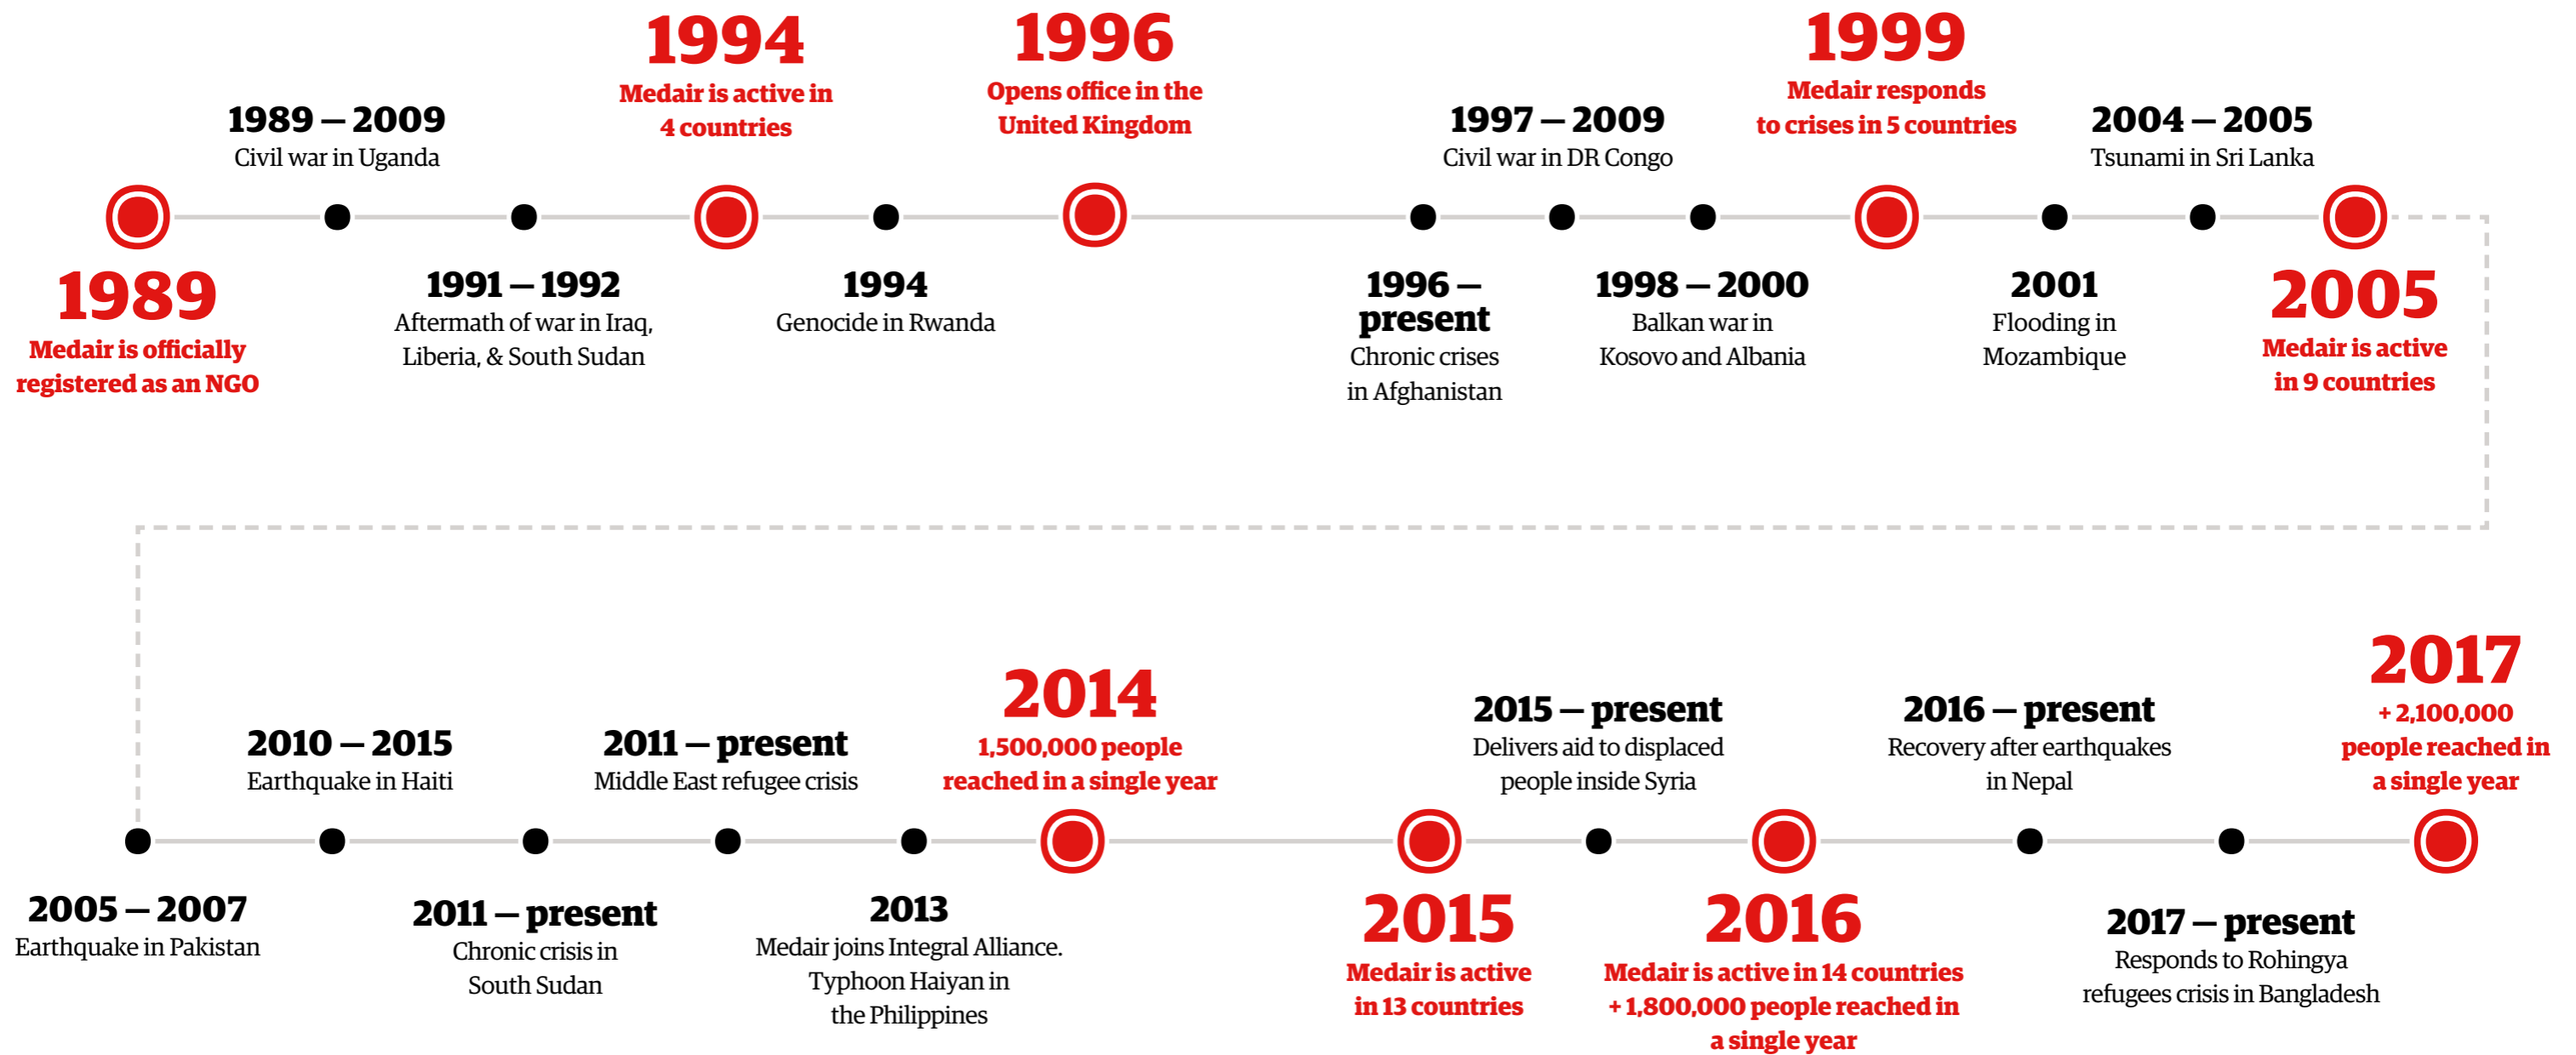 1989
Medair is officially
registered as an NGO
1989 – 2009
Civil war in Uganda
1991 – 1992
Aftermath of war in Iraq,
Liberia, & South Sudan
1994
Medair is active in
4 countries
1994
Genocide in Rwanda
1996
Opens office in the
United Kingdom
1996 –
present
Chronic crises
in Afghanistan
1997 – 2009
Civil war in DR Congo
1998 – 2000
Balkan war in
Kosovo and Albania
1999
Medair responds
to crises in 5 countries
2001
Flooding in
Mozambique
2004 – 2005
Tsunami in Sri Lanka
2005
Medair is active
in 9 countries
2005 – 2007
Earthquake in Pakistan
2010 – 2015
Earthquake in Haiti
2011 – present
Chronic crisis in
South Sudan
2011 – present
Middle East refugee crisis
2013
Medair joins Integral Alliance.
Typhoon Haiyan in
the Philippines
2014
1,500,000 people
reached in a single year
2015
Medair is active
in 13 countries
2015 – present
Delivers aid to displaced
people inside Syria
2016
Medair is active in 14 countries
+ 1,800,000 people reached in
a single year
2016 – present
Recovery after earthquakes
in Nepal
2017 – present
Responds to Rohingya
refugees crisis in Bangladesh
2017
+ 2,100,000
people reached in
a single year